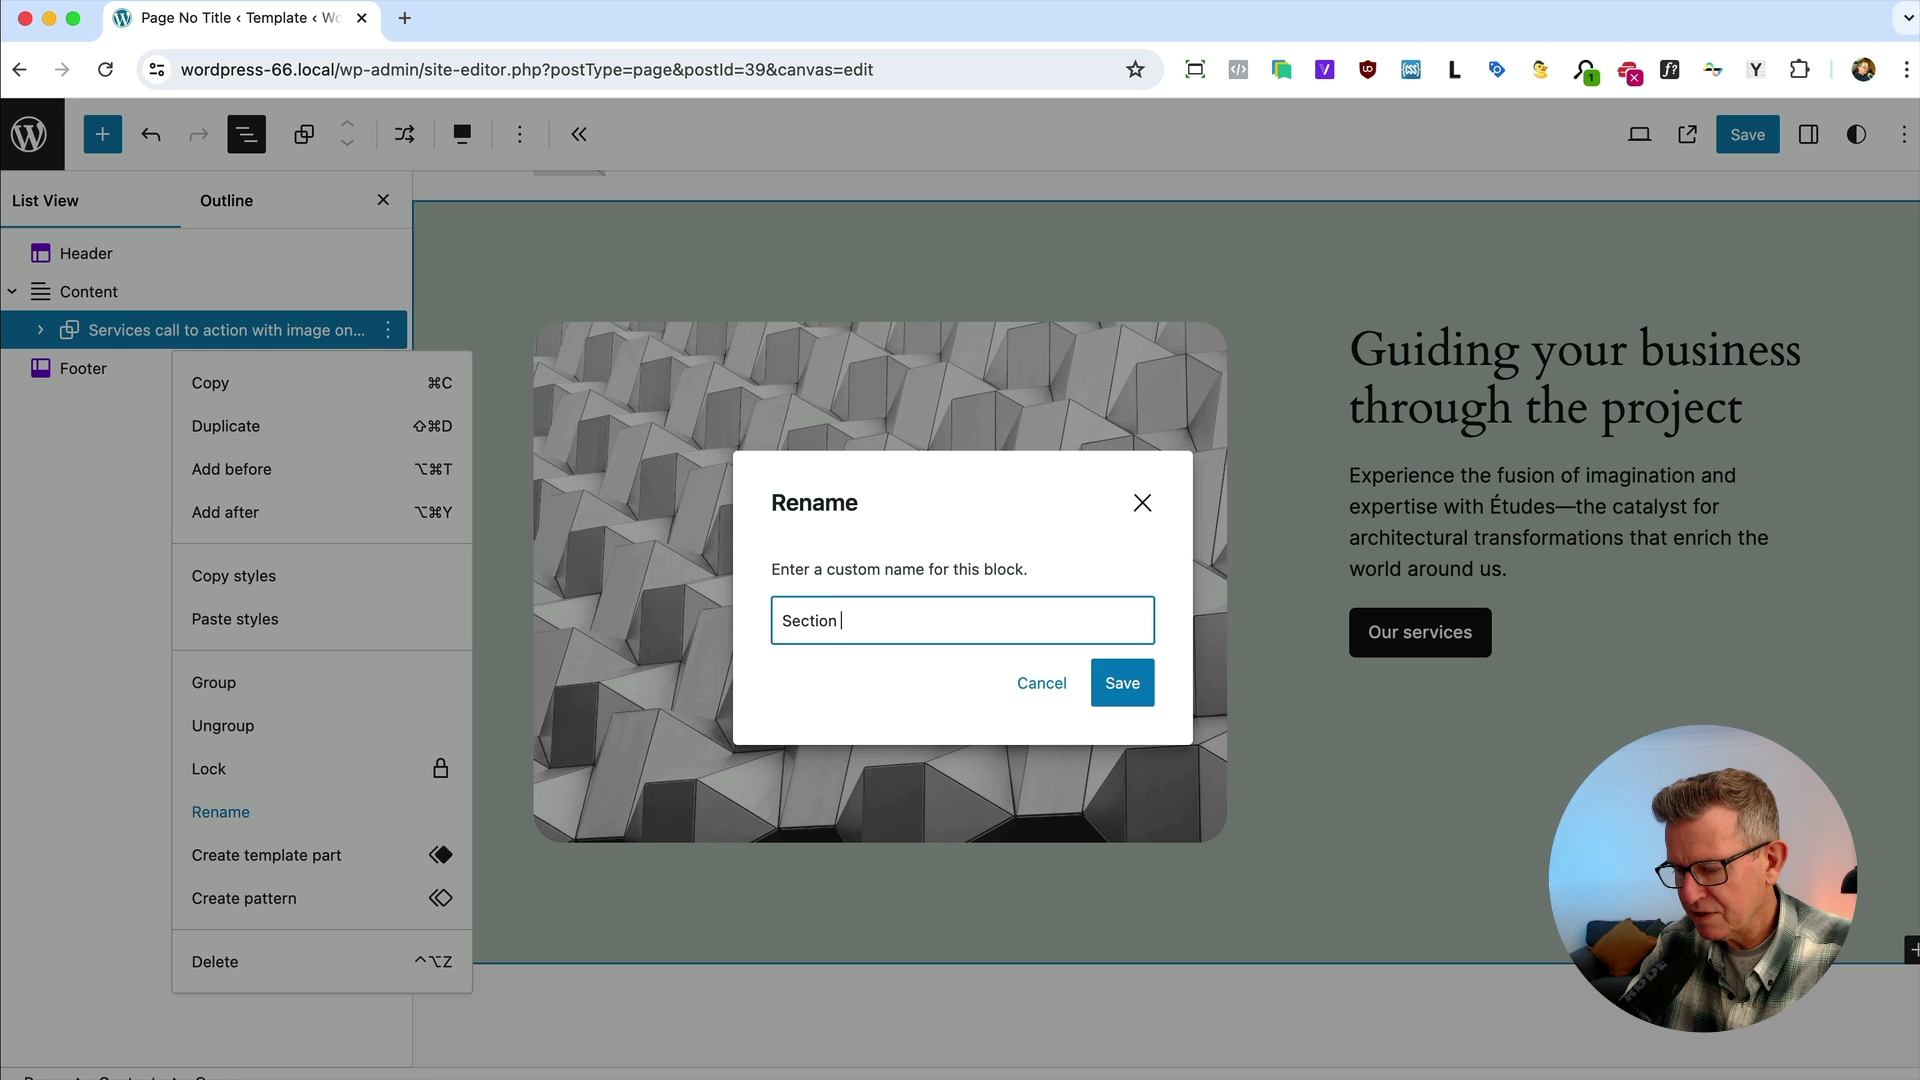 Page No Title ‹ Template ‹ Wo
wordpress-66.local/wp-admin/site-editor.php?postType=page&postId=39&canvas=edit
L
1
f?
Y
Save
List View
Outline
Header
Content
Services call to action with image on...
Footer
Copy ⌘C
Duplicate ⇧⌘D
Add before ⌥⌘T
Add after ⌥⌘Y
Copy styles
Paste styles
Group
Ungroup
Lock
Rename
Create template part
Create pattern
Delete ^⌥Z
Rename
Enter a custom name for this block.
Section
Cancel
Save
Guiding your business
through the project
Experience the fusion of imagination and
expertise with Études—the catalyst for
architectural transformations that enrich the
world around us.
Our services
RØDE